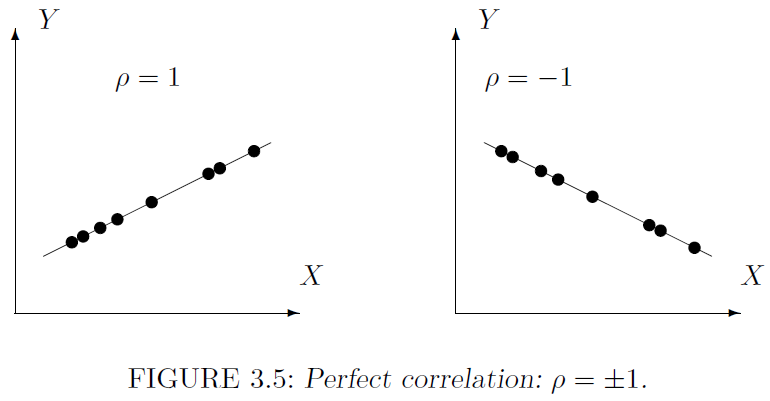 Y
ρ = 1
X
Y
ρ = −1
X
FIGURE 3.5: Perfect correlation: ρ = ±1.